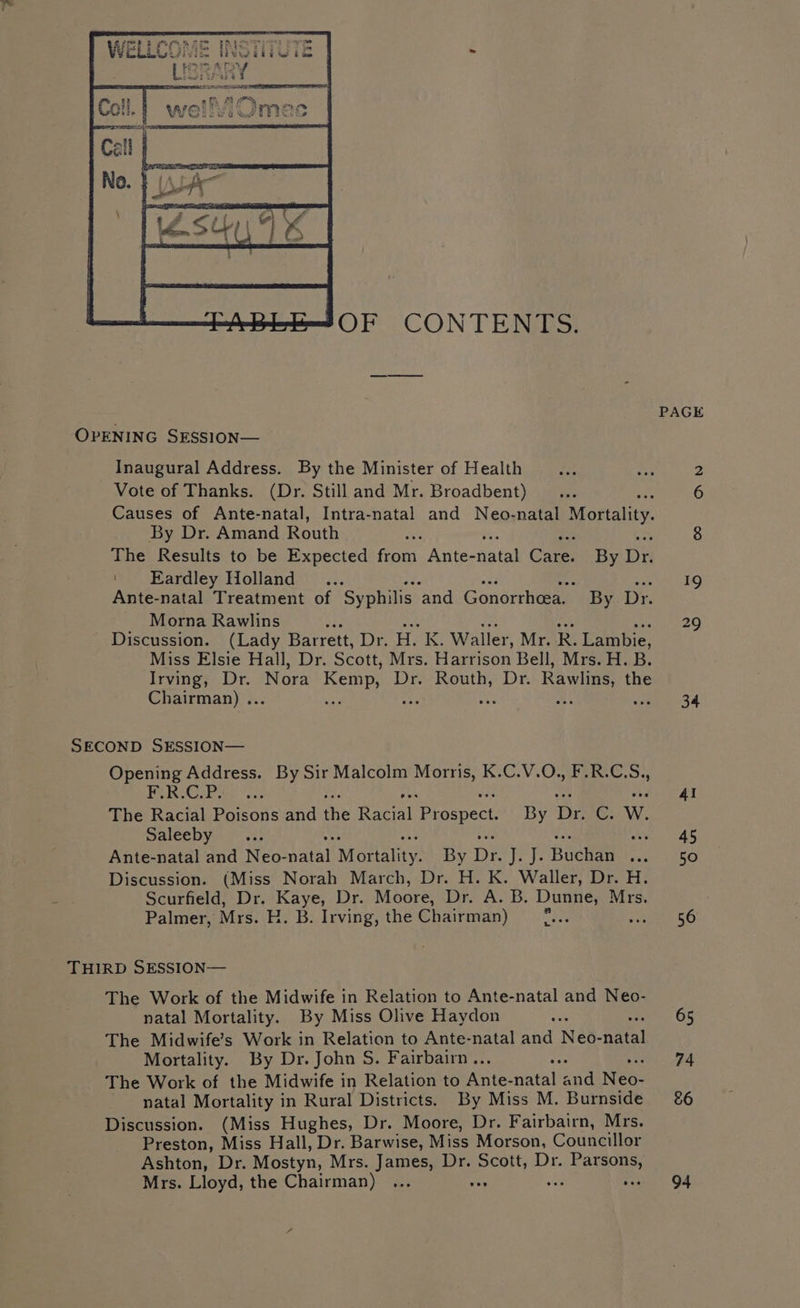 WELLCOME INSTITUTE
LIBRARY
Coll. welMOmec
Call
No.
TABLE OF CONTENTS.
PAGE
OPENING SESSION—
Inaugural Address. By the Minister of Health ... ... 2
Vote of Thanks. (Dr. Still and Mr. Broadbent) ... ... 6
Causes of Ante-natal, Intra-natal and Neo-natal Mortality.
By Dr. Amand Routh ... ... ... ... 8
The Results to be Expected from Ante-natal Care. By Dr.
Eardley Holland ... ... ... ... ... 19
Ante-natal Treatment of Syphilis and Gonorrhœa. By Dr.
Morna Rawlins ... ... ... ... ... 29
Discussion. (Lady Barrett, Dr. H. K. Waller, Mr. R. Lambie,
Miss Elsie Hall, Dr. Scott, Mrs. Harrison Bell, Mrs. H. B.
Irving, Dr. Nora Kemp, Dr. Routh, Dr. Rawlins, the
Chairman) ... ... ... ... ... ... 34
SECOND SESSION—
Opening Address. By Sir Malcolm Morris, K.C.V.O., F.R.C.S.,
F.R.C.P. ... ... ... ... ... 41
The Racial Poisons and the Racial Prospect. By Dr. C. W.
Saleeby ... ... ... ... ... ... 45
Ante-natal and Neo-natal Mortality. By Dr. J. J. Buchan ... 50
Discussion. (Miss Norah March, Dr. H. K. Waller, Dr. H.
Scurfield, Dr. Kaye, Dr. Moore, Dr. A. B. Dunne, Mrs.
Palmer, Mrs. H. B. Irving, the Chairman) ... ... 56
THIRD SESSION—
The Work of the Midwife in Relation to Ante-natal and Neo-
natal Mortality. By Miss Olive Haydon ... ... 65
The Midwife's Work in Relation to Ante-natal and Neo-natal
Mortality. By Dr. John S. Fairbairn ... ... ... 74
The Work of the Midwife in Relation to Ante-natal and Neo-
natal Mortality in Rural Districts. By Miss M. Burnside 86
Discussion. (Miss Hughes, Dr. Moore, Dr. Fairbairn, Mrs.
Preston, Miss Hall, Dr. Barwise, Miss Morson, Councillor
Ashton, Dr. Mostyn, Mrs. James, Dr. Scott, Dr. Parsons,
Mrs. Lloyd, the Chairman) ... ... ... ... 94